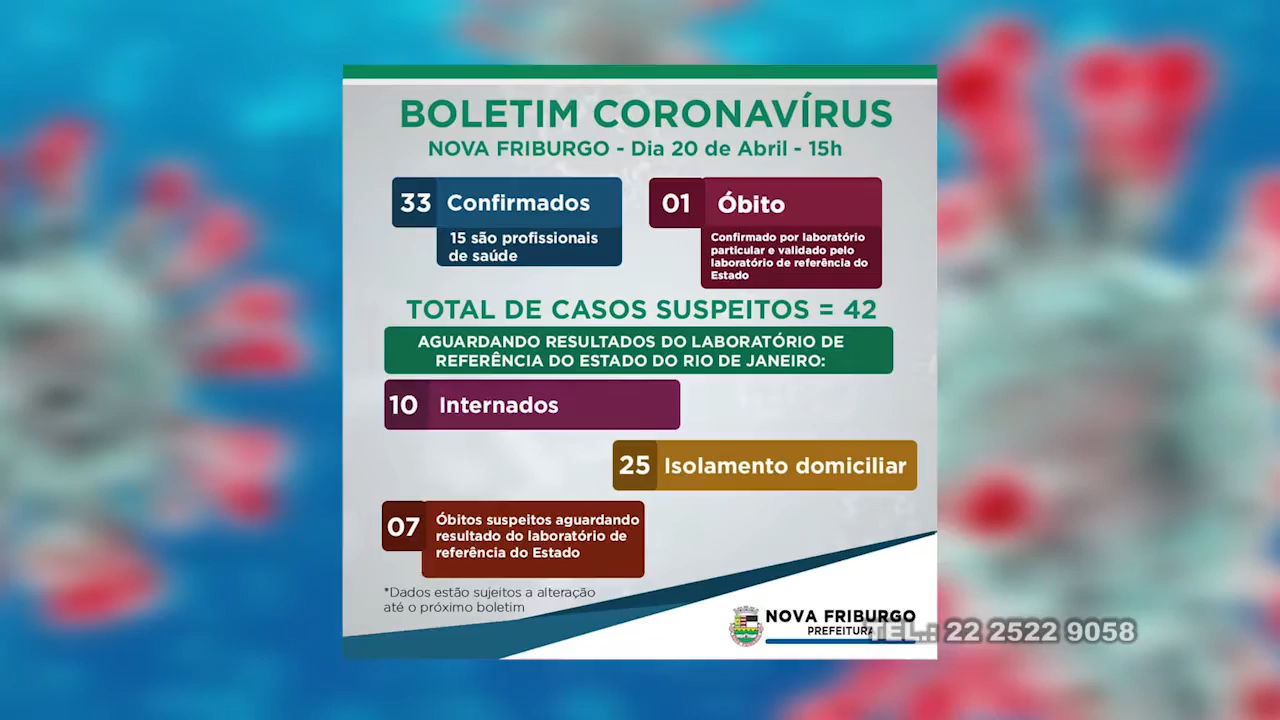 BOLETIM CORONAVÍRUS
NOVA FRIBURGO - Dia 20 de Abril - 15h
33 Confirmados
15 são profissionais
de saúde
01 Óbito
Confirmado por laboratório
particular e validado pelo
laboratório de referência do
Estado
TOTAL DE CASOS SUSPEITOS = 42
AGUARDANDO RESULTADOS DO LABORATÓRIO DE
REFERÊNCIA DO ESTADO DO RIO DE JANEIRO:
10 Internados
25 Isolamento domiciliar
07 Óbitos suspeitos aguardando
resultado do laboratório de
referência do Estado
*Dados estão sujeitos a alteração
até o próximo boletim
NOVA FRIBURGO
PREFEITURA
TEL.: 22 2522 9058